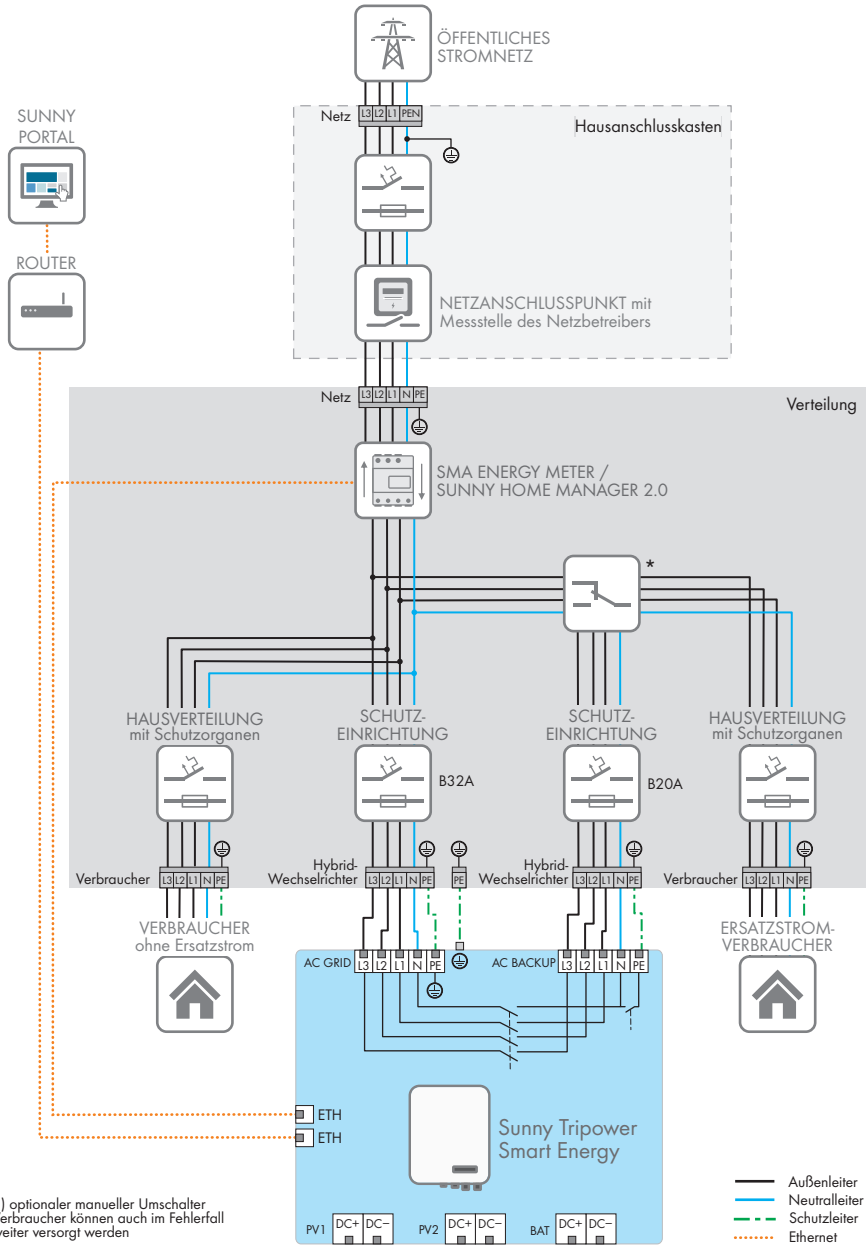 ÖFFENTLICHES
STROMNETZ
SUNNY
PORTAL
Netz
L3 L2 L1 PEN
Hausanschlusskasten
ROUTER
NETZANSCHLUSSPUNKT mit
Messstelle des Netzbetreibers
Netz
L3 L2 L1 N PE
Verteilung
SMA ENERGY METER /
SUNNY HOME MANAGER 2.0
*
HAUSVERTEILUNG
mit Schutzorganen
SCHUTZ-
EINRICHTUNG
B32A
SCHUTZ-
EINRICHTUNG
B20A
HAUSVERTEILUNG
mit Schutzorganen
Verbraucher
L3 L2 L1 N PE
Hybrid-
Wechselrichter
L3 L2 L1 N PE
PE
Hybrid-
Wechselrichter
L3 L2 L1 N PE
Verbraucher
L3 L2 L1 N PE
VERBRAUCHER
ohne Ersatzstrom
ERSATZSTROM-
VERBRAUCHER
AC GRID
L3 L2 L1 N PE
AC BACKUP
L3 L2 L1 N PE
ETH
ETH
Sunny Tripower
Smart Energy
) optionaler manueller Umschalter
erbraucher können auch im Fehlerfall
weiter versorgt werden
PV1 DC+ DC−
PV2 DC+ DC−
BAT DC+ DC−
Außenleiter
Neutralleiter
Schutzleiter
Ethernet